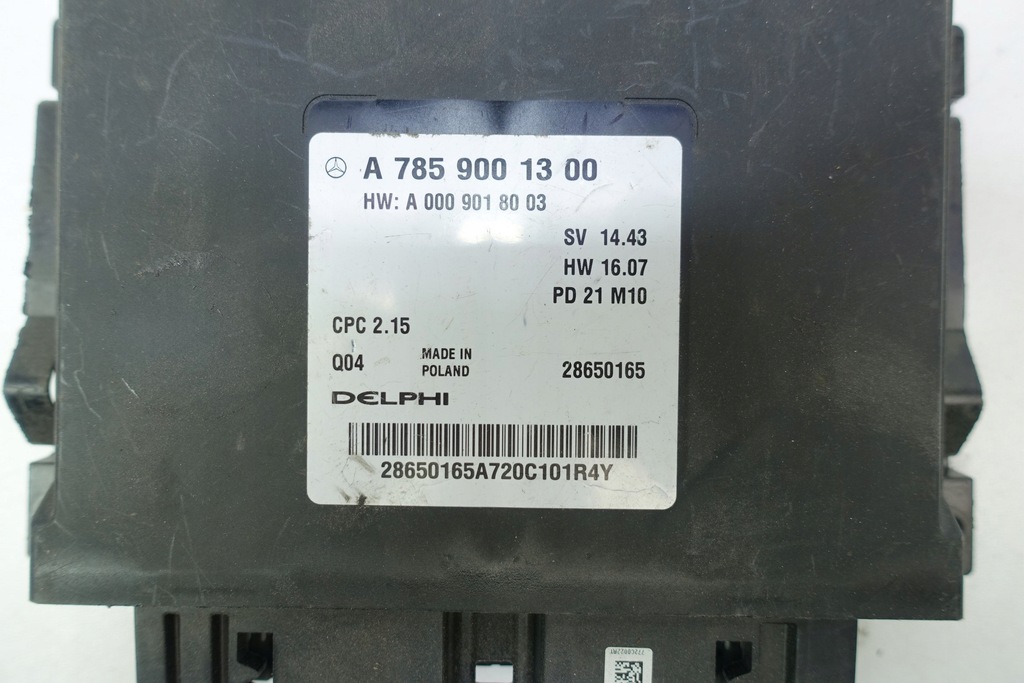 A 785 900 13 00
HW: A 000 901 80 03
SV 14.43
HW 16.07
PD 21 M10
CPC 2.15
Q04
MADE IN
POLAND
28650165
DELPHI
28650165A720C101R4Y